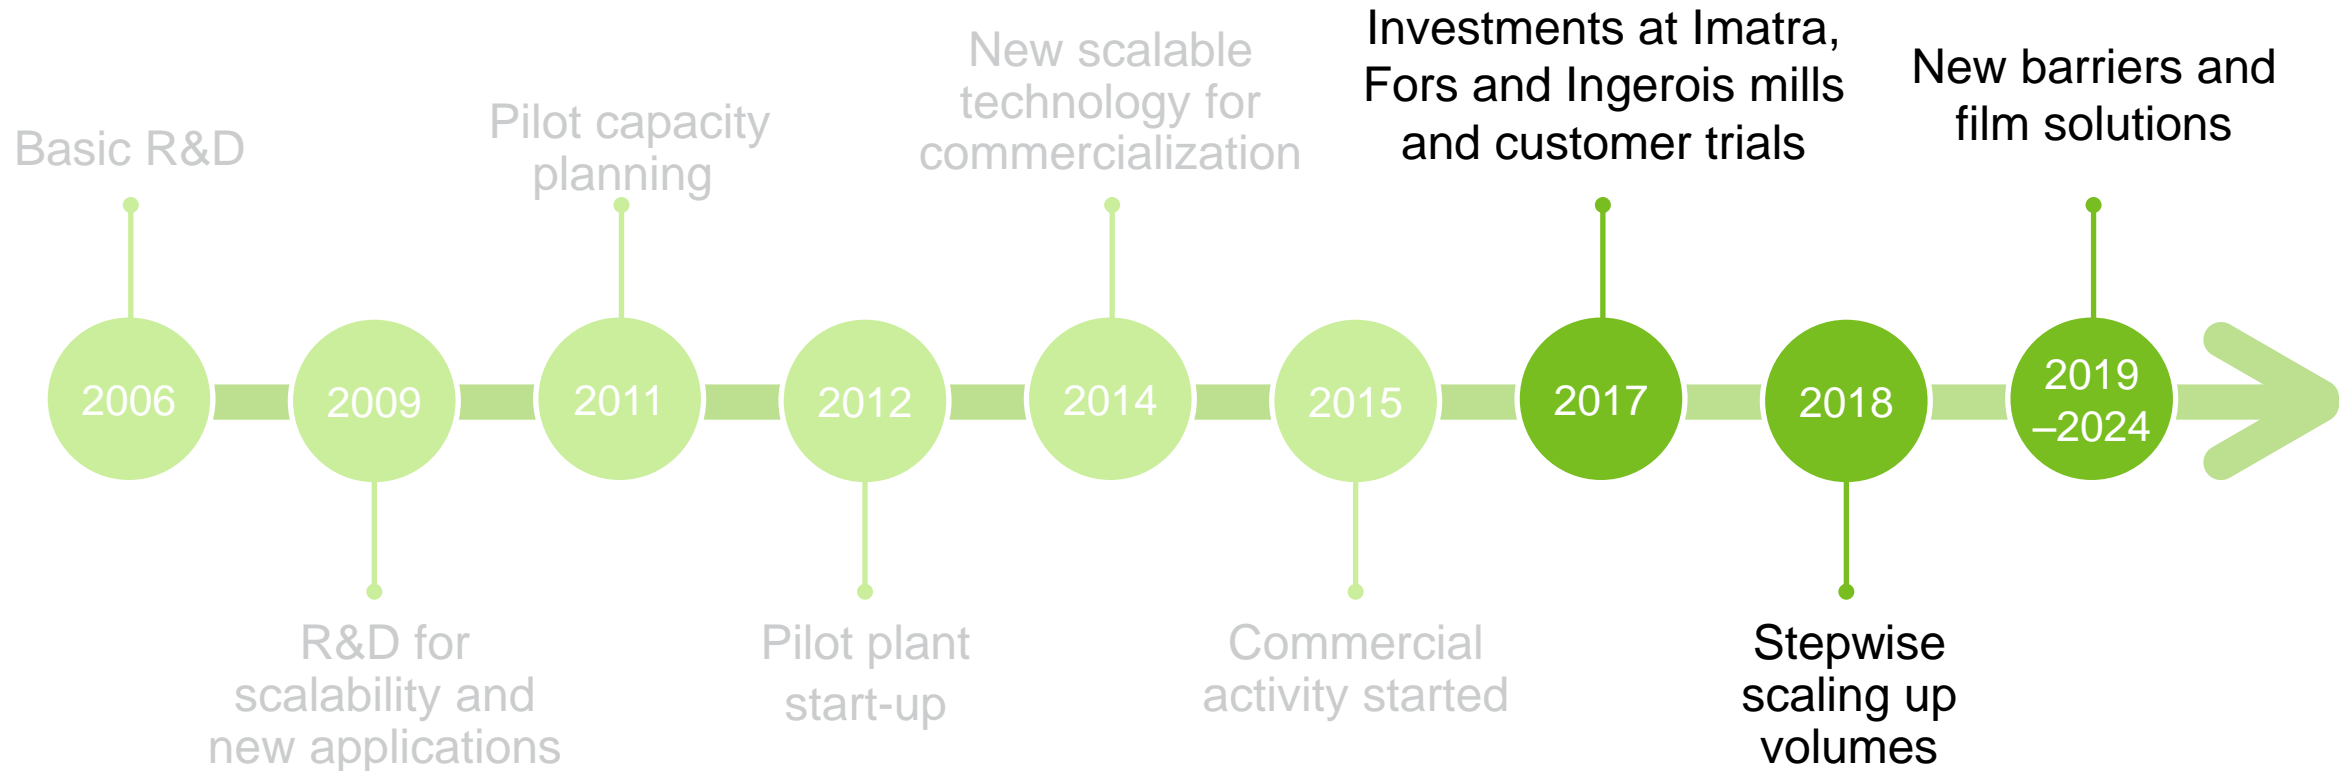 Basic R&D
Pilot capacity
planning
New scalable
technology for
commercialization
Investments at Imatra,
Fors and Ingerois mills
and customer trials
New barriers and
film solutions
2006
2009
2011
2012
2014
2015
2017
2018
2019
–2024
R&D for
scalability and
new applications
Pilot plant
start-up
Commercial
activity started
Stepwise
scaling up
volumes